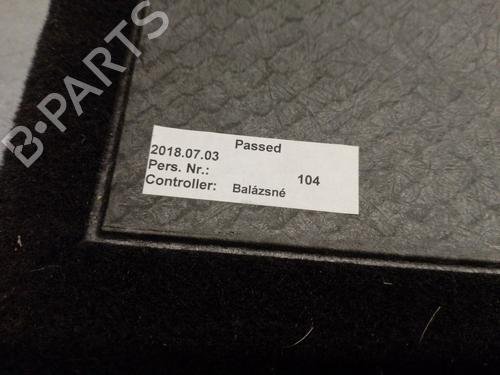 B-PARTS
Passed
2018.07.03
Pers. Nr.: 104
Controller: Balázsné